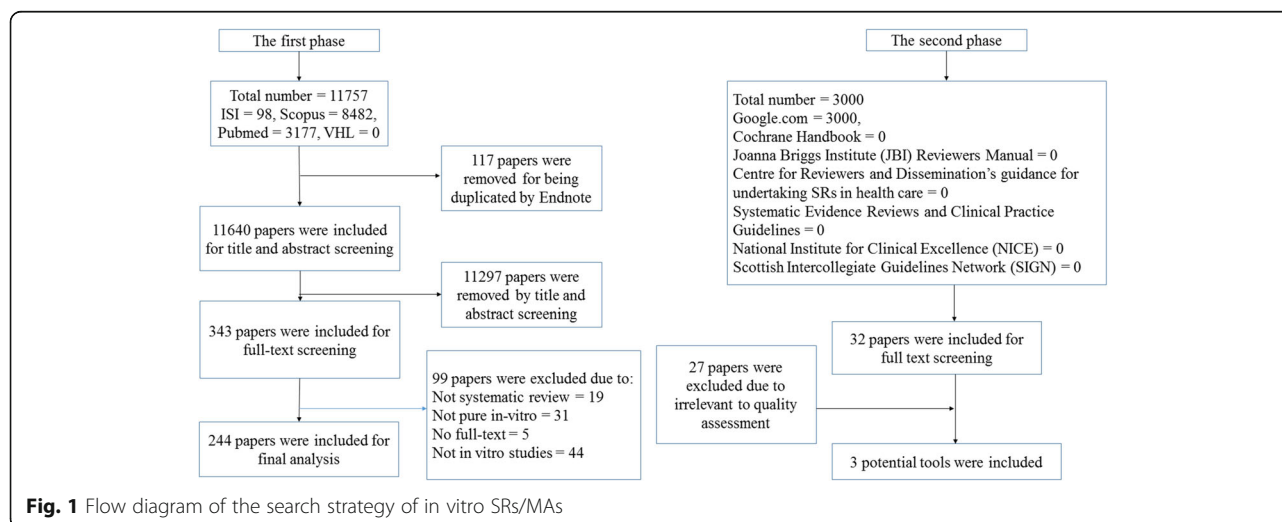 The first phase
Total number = 11757
ISI = 98, Scopus = 8482,
Pubmed = 3177, VHL = 0
117 papers were
removed for being
duplicated by Endnote
11640 papers were included
for title and abstract screening
11297 papers were
removed by title and
abstract screening
343 papers were included for
full-text screening
99 papers were excluded due to:
Not systematic review = 19
Not pure in-vitro = 31
No full-text = 5
Not in vitro studies = 44
244 papers were included for
final analysis
The second phase
Total number = 3000
Google.com = 3000,
Cochrane Handbook = 0
Joanna Briggs Institute (JBI) Reviewers Manual = 0
Centre for Reviewers and Dissemination's guidance for
undertaking SRs in health care = 0
Systematic Evidence Reviews and Clinical Practice
Guidelines = 0
National Institute for Clinical Excellence (NICE) = 0
Scottish Intercollegiate Guidelines Network (SIGN) = 0
32 papers were included for
full text screening
27 papers were
excluded due to
irrelevant to quality
assessment
3 potential tools were included
Fig. 1 Flow diagram of the search strategy of in vitro SRs/MAs